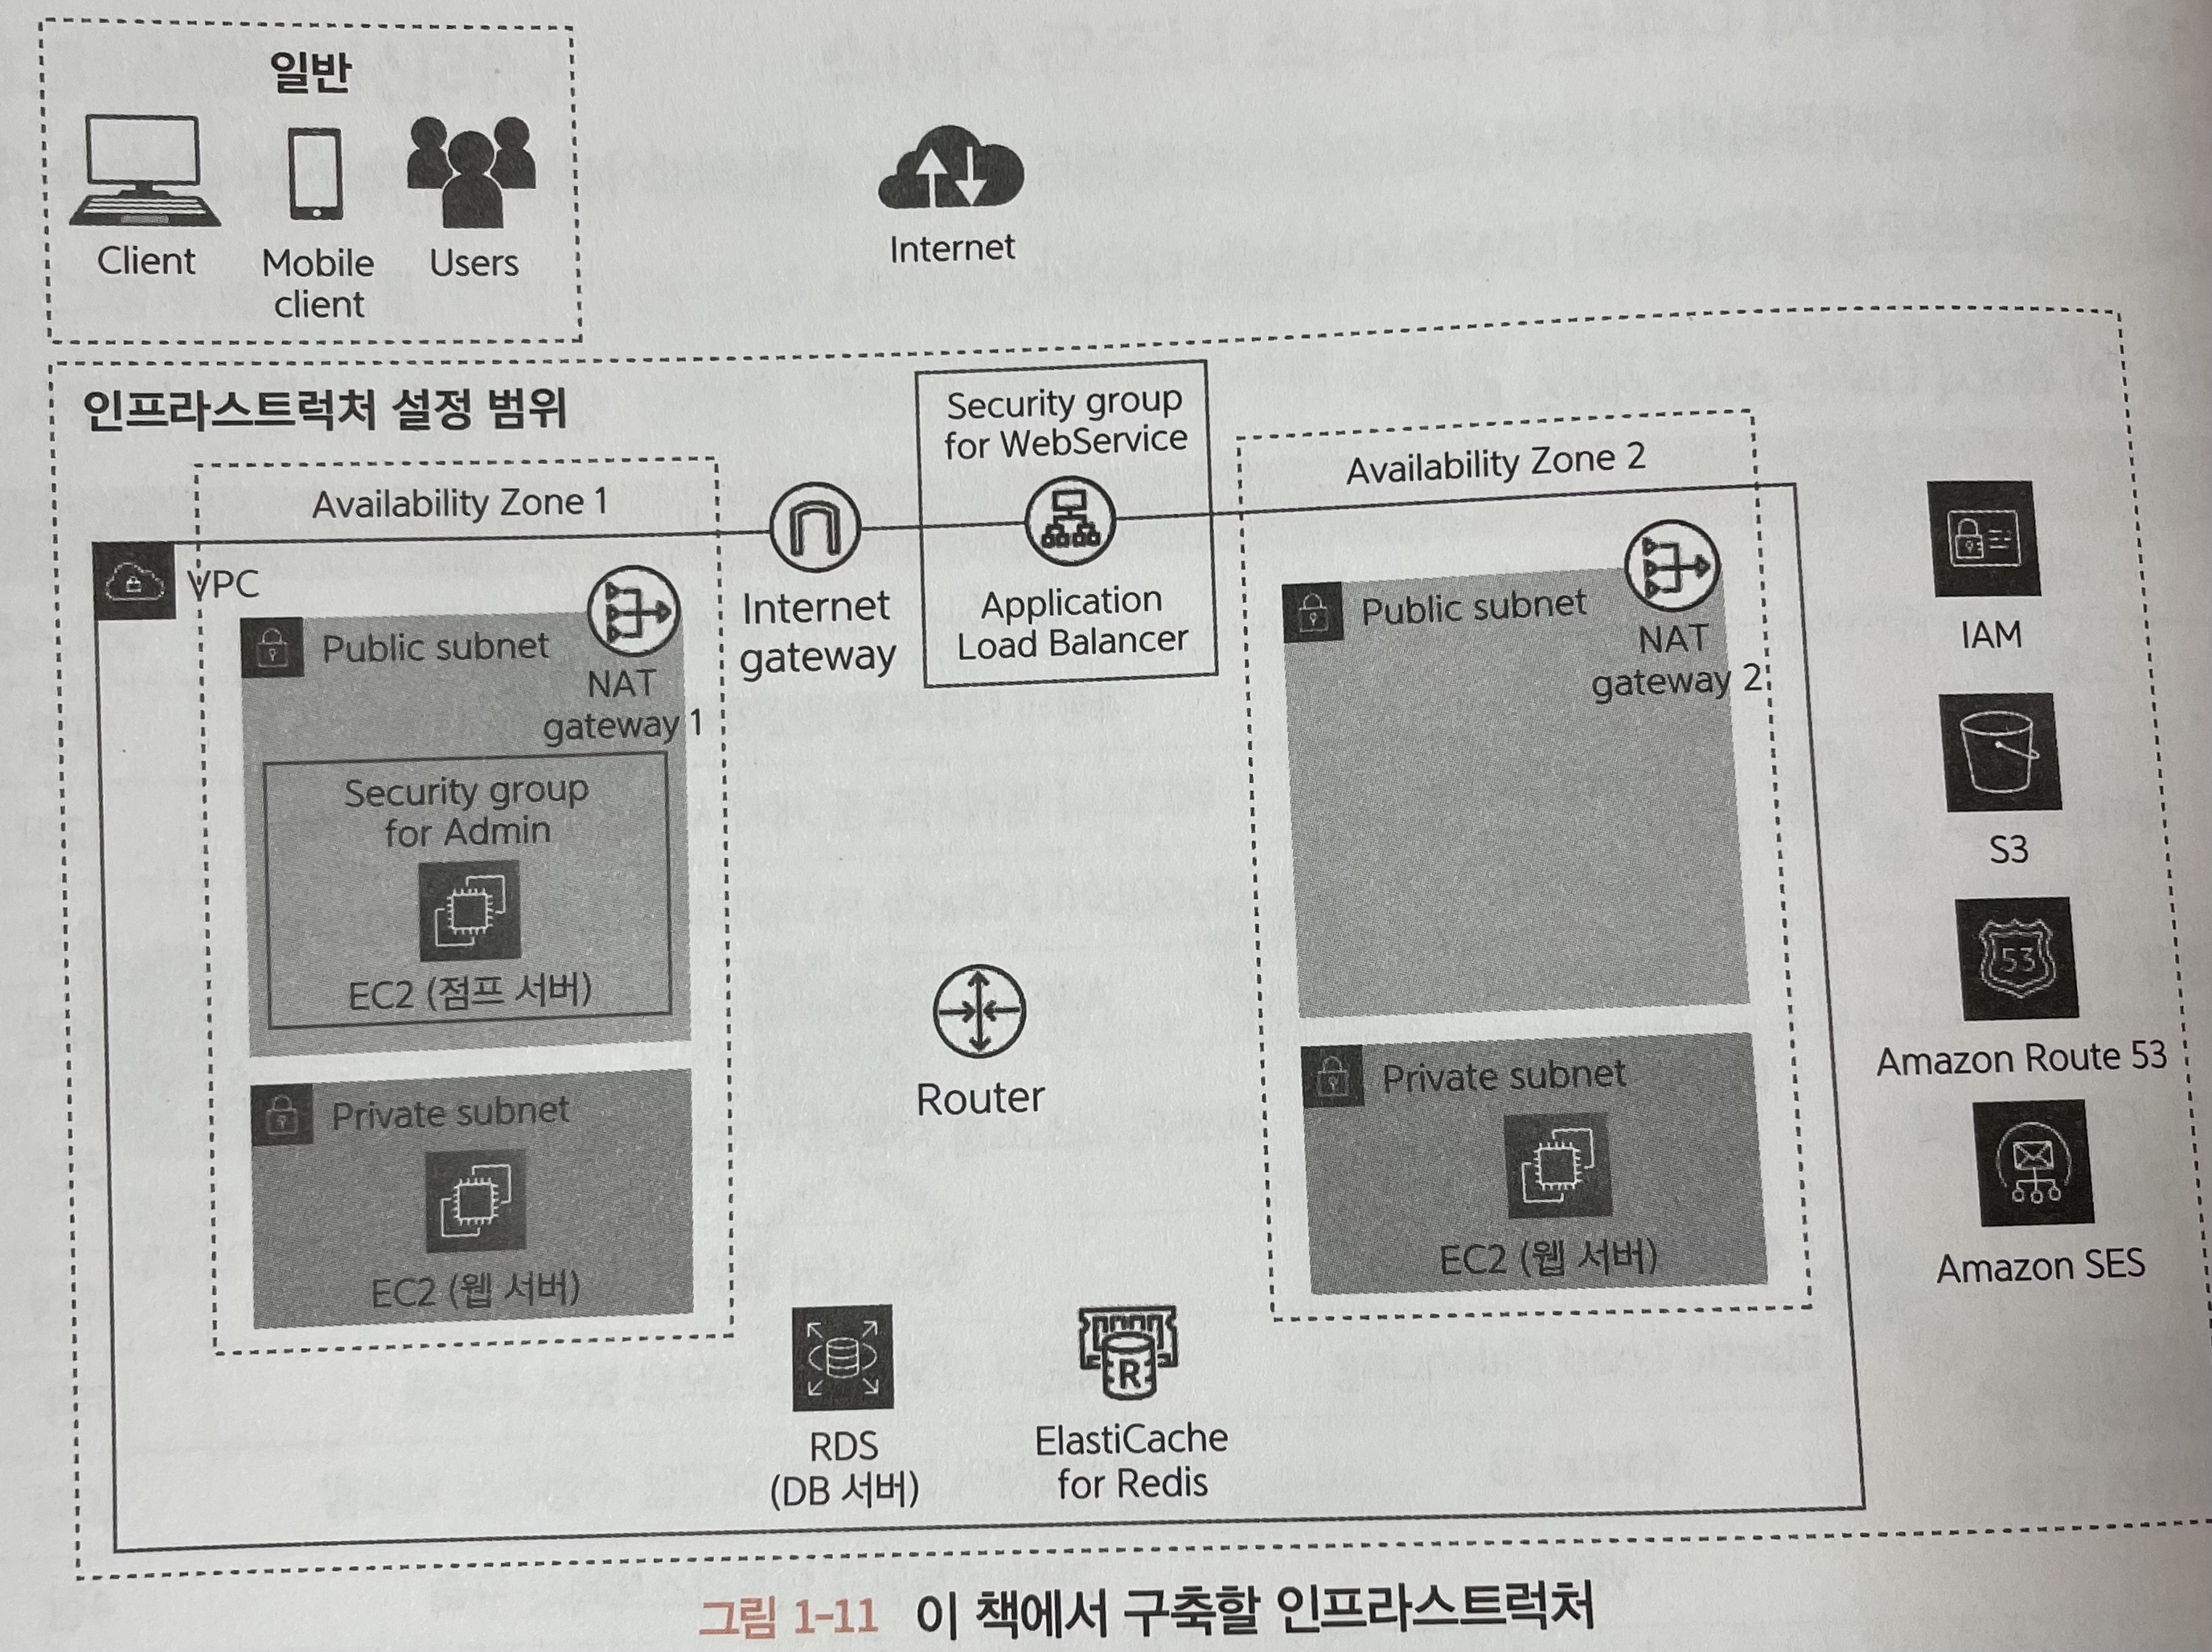 일반
Client
Mobile
client
Users
Internet
인프라스트럭처 설정 범위
Security group
for WebService
Application
Load Balancer
Availability Zone 1
Availability Zone 2
VPC
Internet
gateway
Public subnet
NAT
gateway 1
Security group
for Admin
EC2 (점프 서버)
Private subnet
EC2 (웹 서버)
Router
Public subnet
NAT
gateway 2
Private subnet
EC2 (웹 서버)
RDS
(DB 서버)
R
ElastiCache
for Redis
IAM
S3
53
Amazon Route 53
Amazon SES
그림 1-11 이 책에서 구축할 인프라스트럭처